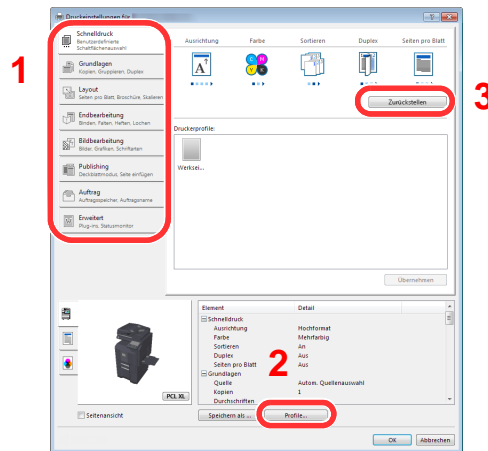 Druckeinstellungen für
Schnelldruck
Benutzerdefinierte
Schaltflächenauswahl
Grundlagen
Kopien, Gruppieren, Duplex
Layout
Seiten pro Blatt, Broschüre, Skalieren
Endbearbeitung
Binden, Falten, Heften, Lochen
Bildbearbeitung
Bilder, Grafiken, Schriftarten
Publishing
Deckblattmodus, Seite einfügen
Auftrag
Auftragsspeicher, Auftragsname
Erweitert
Plug-ins, Statusmonitor
1
Ausrichtung Farbe Sortieren Duplex Seiten pro Blatt
A C M Y K
Zurückstellen
3
Druckerprofile:
Werksei...
Übernehmen
Element Detail
Schnelldruck
Ausrichtung Hochformat
Farbe Mehrfarbig
Sortieren An
Duplex Aus
Seiten pro Blatt Aus
Grundlagen
Quelle Autom. Quellenauswahl
Kopien 1
Durchschriften
2
PCL XL
Seitenansicht
Speichern als ... Profile...
OK Abbrechen